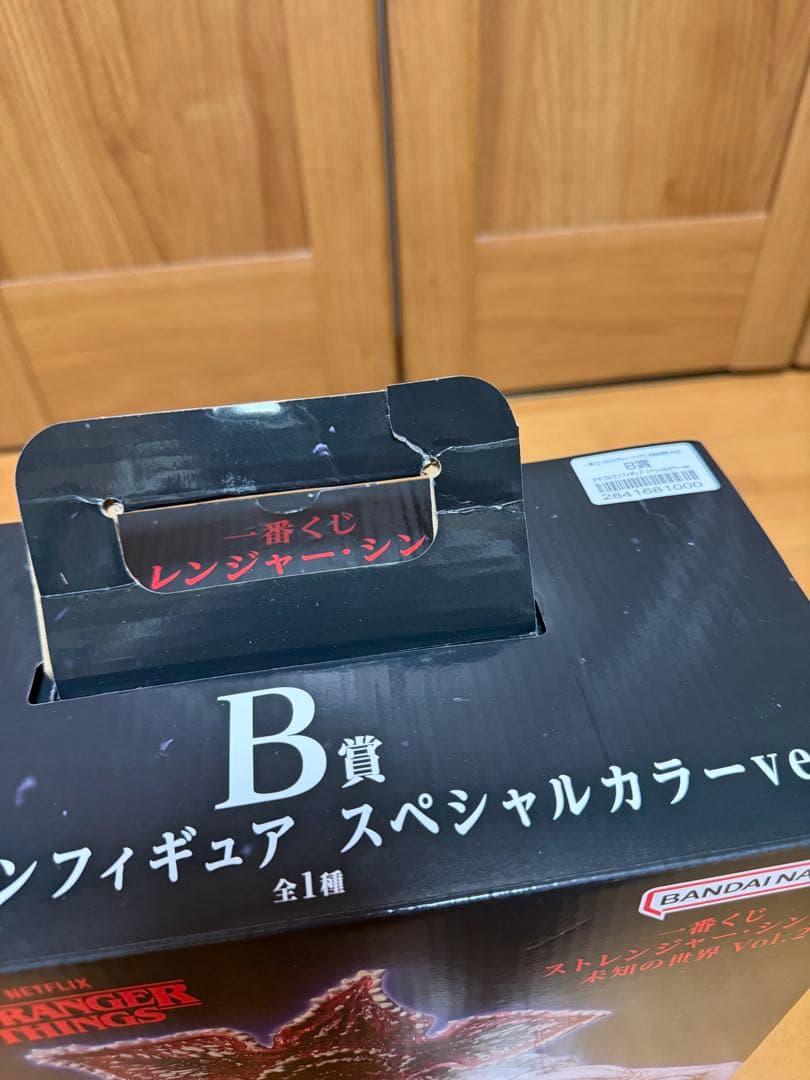 一番くじ
レンジャー・シン
B賞
2841681000
B賞
ンフィギュア スペシャルカラーve
全1種
BANDAI NA
一番くじ
ストレンジャー・シン
未知の世界 Vol.2
NETFLIX
RANGER
THINGS